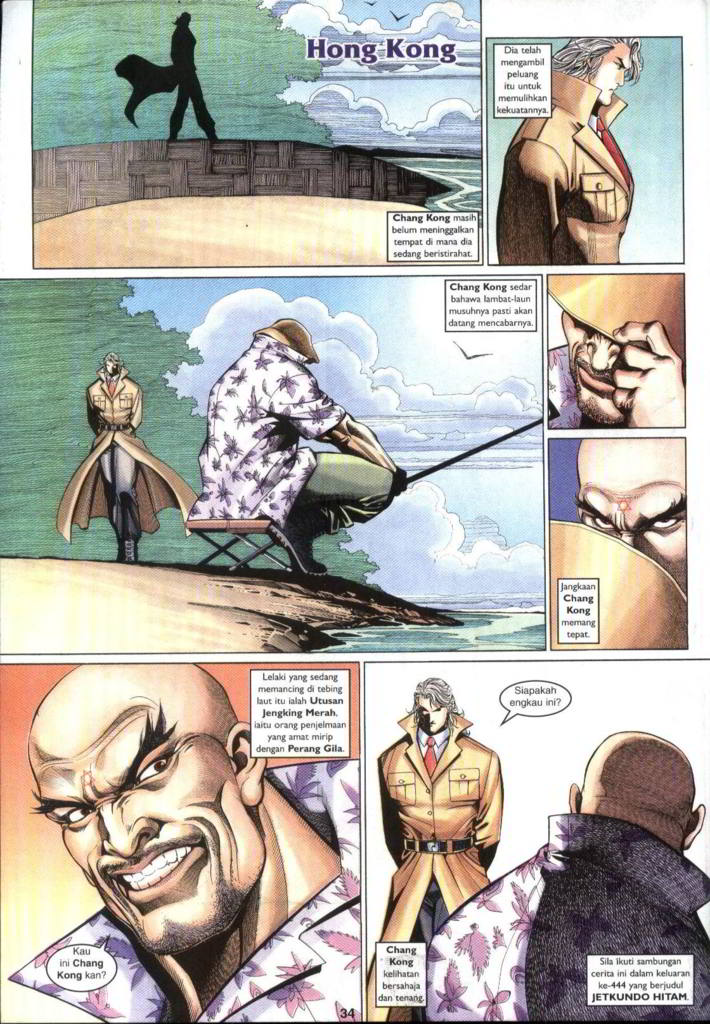 Hong Kong
Chang Kong masih
belum meninggalkan
tempat di mana dia
sedang beristirahat.
Dia telah
mengambil
peluang
itu untuk
memulihkan
kekuatannya.
Chang Kong sedar
bahawa lambat-laun
musuhnya pasti akan
datang mencabarnya.
Jangkaan
Chang
Kong
memang
tepat.
Lelaki yang sedang
memancing di tebing
laut itu ialah Utusan
Jengking Merah,
iaitu orang penjelmaan
yang amat mirip
dengan Perang Gila.
Kau
ini Chang
Kong kan?
Siapakah
engkau ini?
Chang
Kong
kelihatan
bersahaja
dan tenang.
Sila Ikuti sambungan
cerita ini dalam keluaran
ke-444 yang berjudul
JETKUNDO HITAM.
34